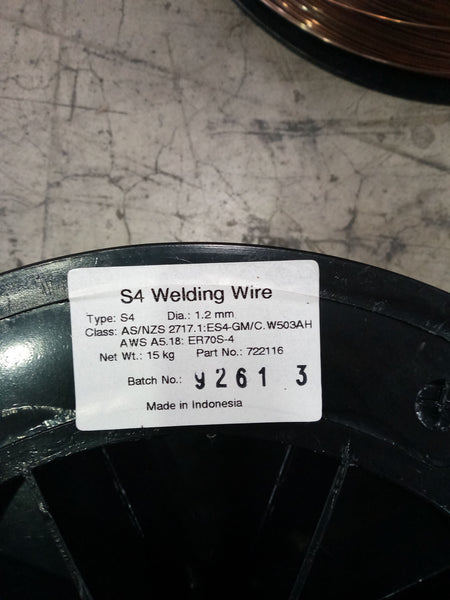 S4 Welding Wire
Type: S4 Dia.: 1.2 mm
Class: AS/NZS 2717.1:ES4-GM/C.W503AH
AWS A5.18: ER70S-4
Net Wt.: 15 kg Part No.: 722116
Batch No.: 9261 3
Made in Indonesia